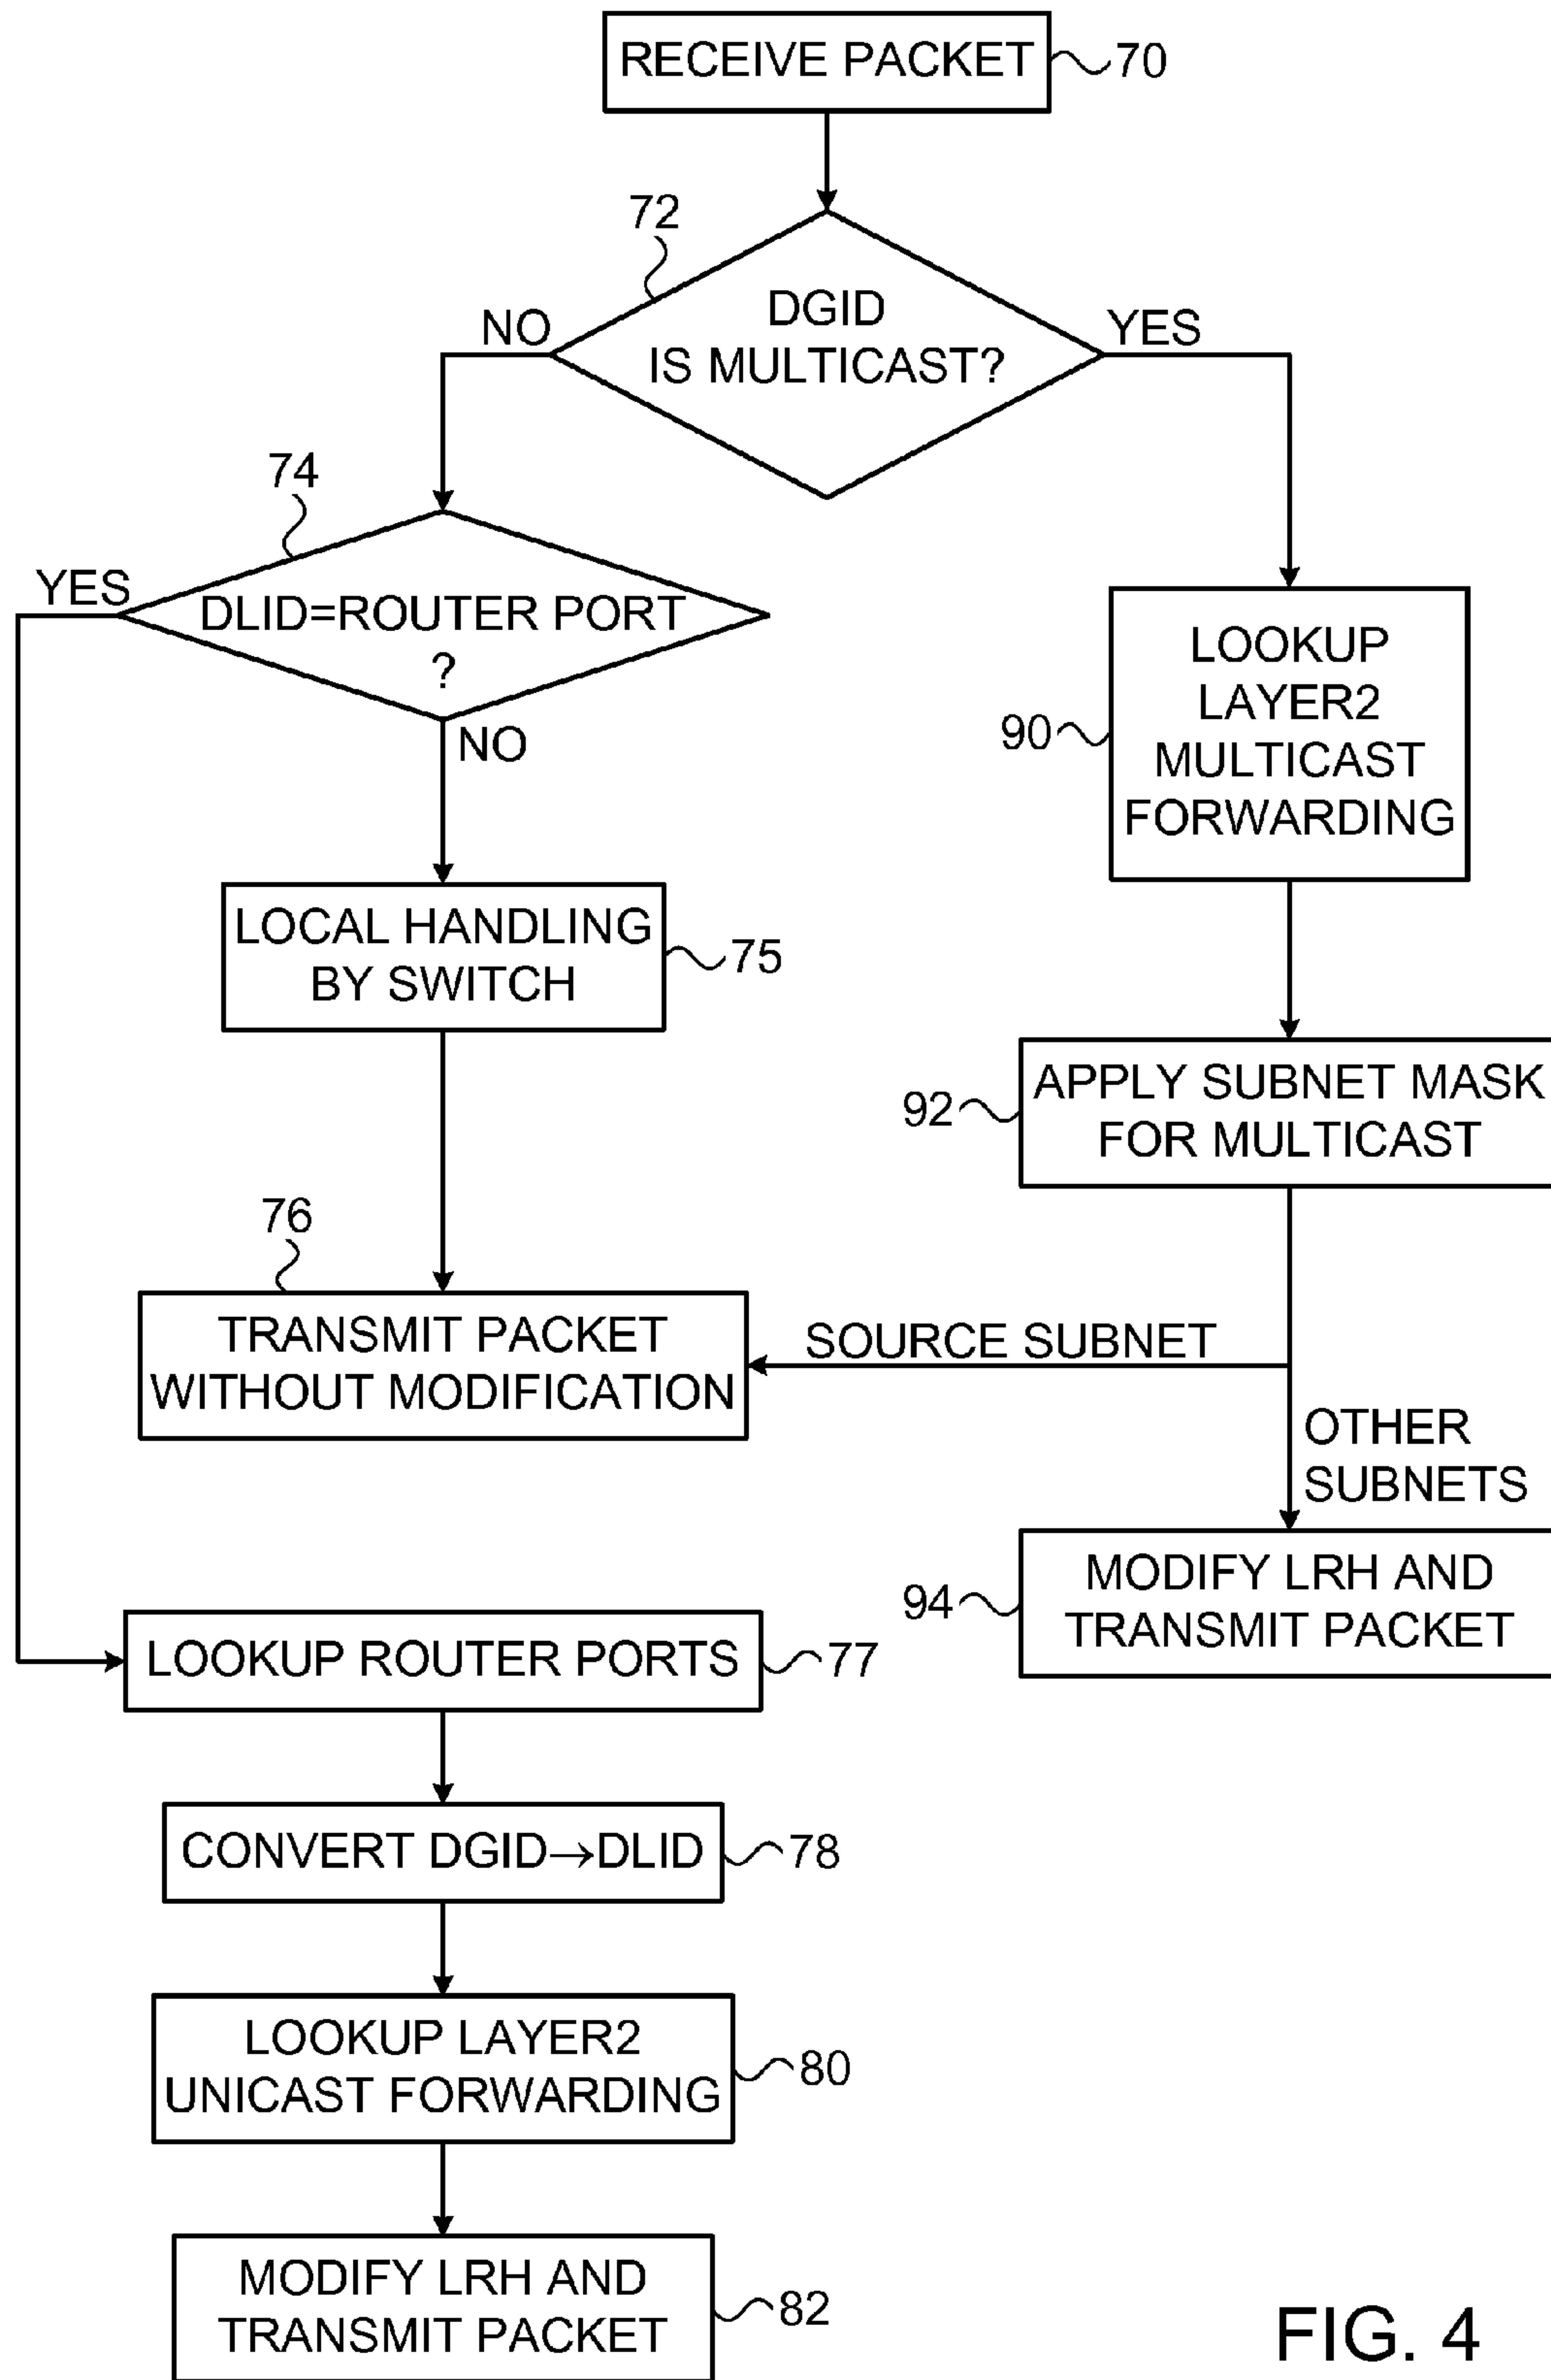 RECEIVE PACKET
70
72
DGID
IS MULTICAST?
NO
YES
74
YES
DLID=ROUTER PORT
?
NO
LOOKUP
LAYER2
MULTICAST
FORWARDING
90
LOCAL HANDLING
BY SWITCH
75
APPLY SUBNET MASK
FOR MULTICAST
92
76
TRANSMIT PACKET
WITHOUT MODIFICATION
SOURCE SUBNET
OTHER
SUBNETS
MODIFY LRH AND
TRANSMIT PACKET
94
LOOKUP ROUTER PORTS
77
CONVERT DGID→DLID
78
LOOKUP LAYER2
UNICAST FORWARDING
80
MODIFY LRH AND
TRANSMIT PACKET
82
FIG. 4